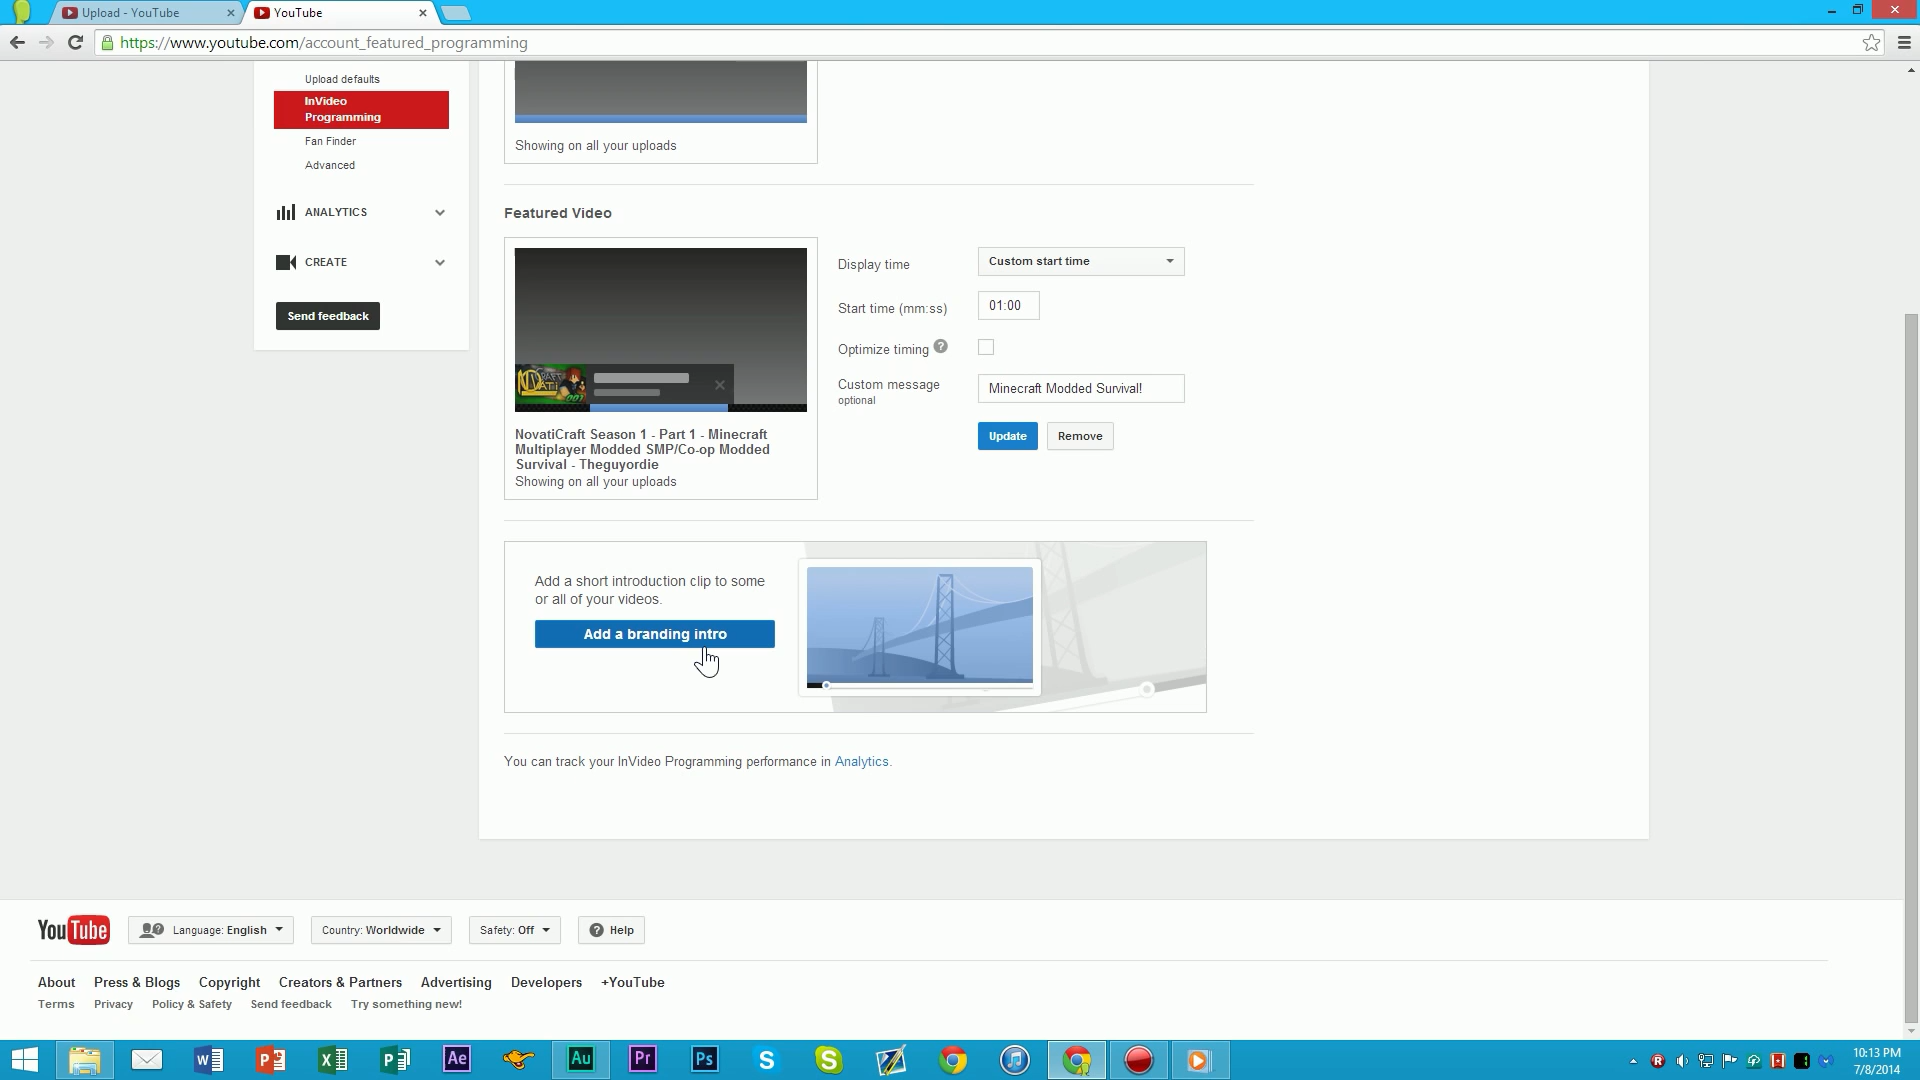 Upload - YouTube
YouTube
https://www.youtube.com/account_featured_programming
Upload defaults
InVideo
Programming
Fan Finder
Advanced
ANALYTICS
CREATE
Send feedback
Showing on all your uploads
Featured Video
CRAFT
001
NovatiCraft Season 1 - Part 1 - Minecraft
Multiplayer Modded SMP/Co-op Modded
Survival - Theguyordie
Showing on all your uploads
Display time
Custom start time
Start time (mm:ss)
01:00
Optimize timing ?
Custom message
optional
Minecraft Modded Survival!
Update
Remove
Add a short introduction clip to some
or all of your videos.
Add a branding intro
You can track your InVideo Programming performance in Analytics.
YouTube
Language: English
Country: Worldwide
Safety: Off
? Help
About Press & Blogs Copyright Creators & Partners Advertising Developers +YouTube
Terms Privacy Policy & Safety Send feedback Try something new!
Ae
Au
Pr
Ps
10:13 PM
7/8/2014